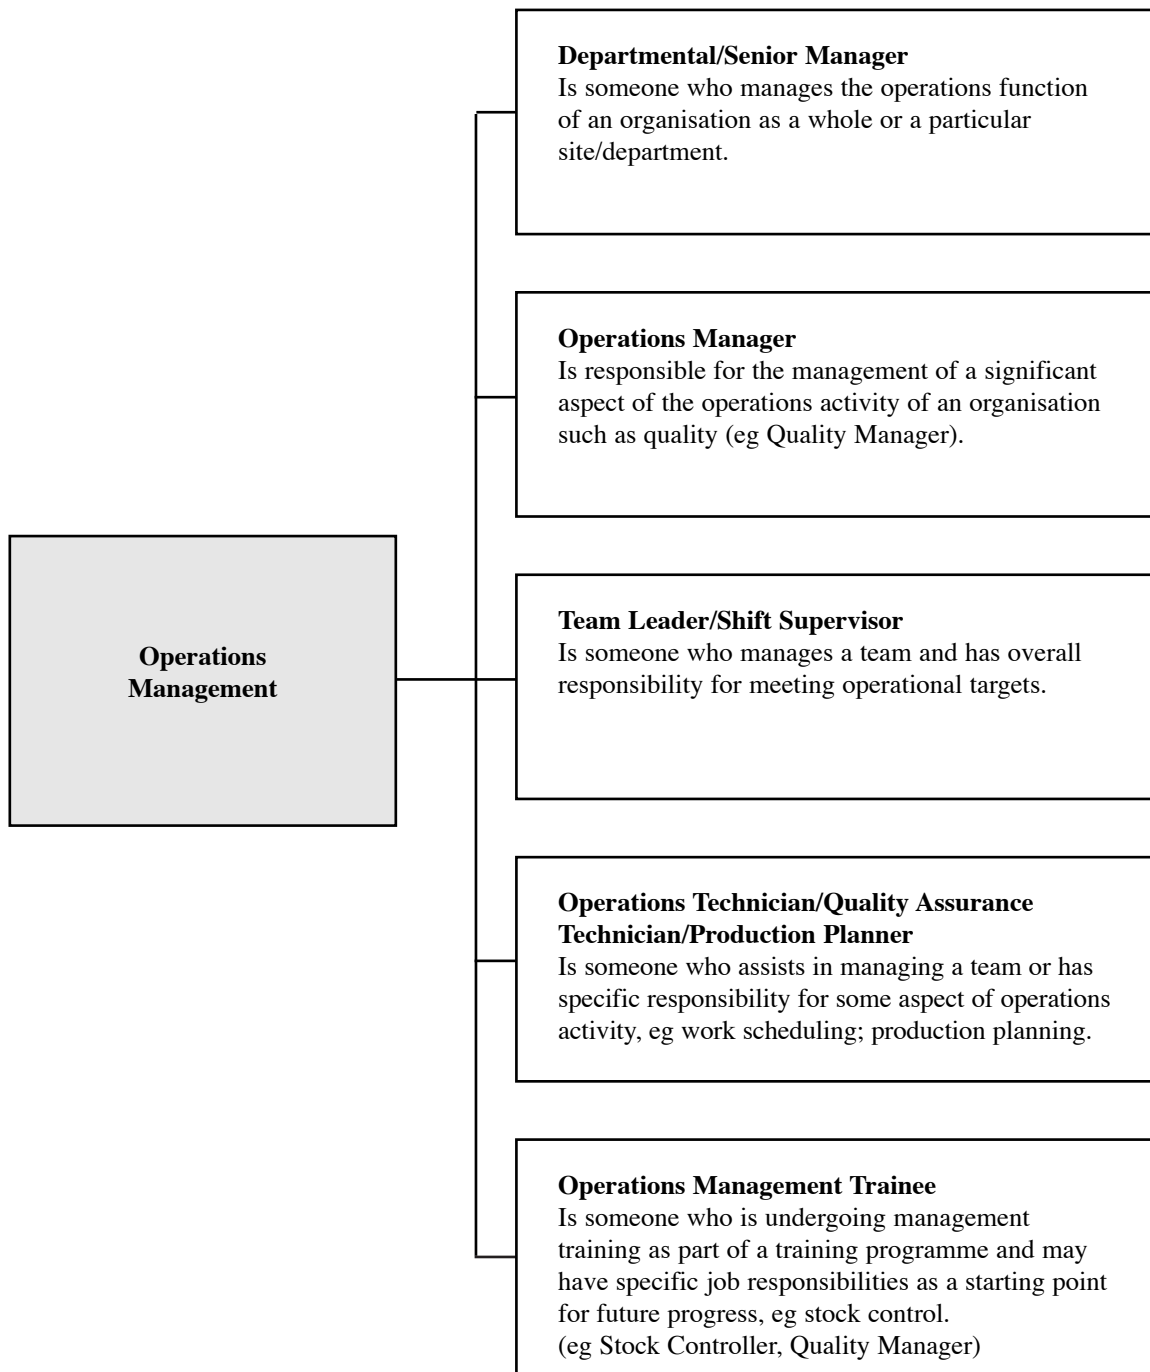 Departmental/Senior Manager
Is someone who manages the operations function
of an organisation as a whole or a particular
site/department.
Operations Manager
Is responsible for the management of a significant
aspect of the operations activity of an organisation
such as quality (eg Quality Manager).
Operations
Management
Team Leader/Shift Supervisor
Is someone who manages a team and has overall
responsibility for meeting operational targets.
Operations Technician/Quality Assurance
Technician/Production Planner
Is someone who assists in managing a team or has
specific responsibility for some aspect of operations
activity, eg work scheduling; production planning.
Operations Management Trainee
Is someone who is undergoing management
training as part of a training programme and may
have specific job responsibilities as a starting point
for future progress, eg stock control.
(eg Stock Controller, Quality Manager)